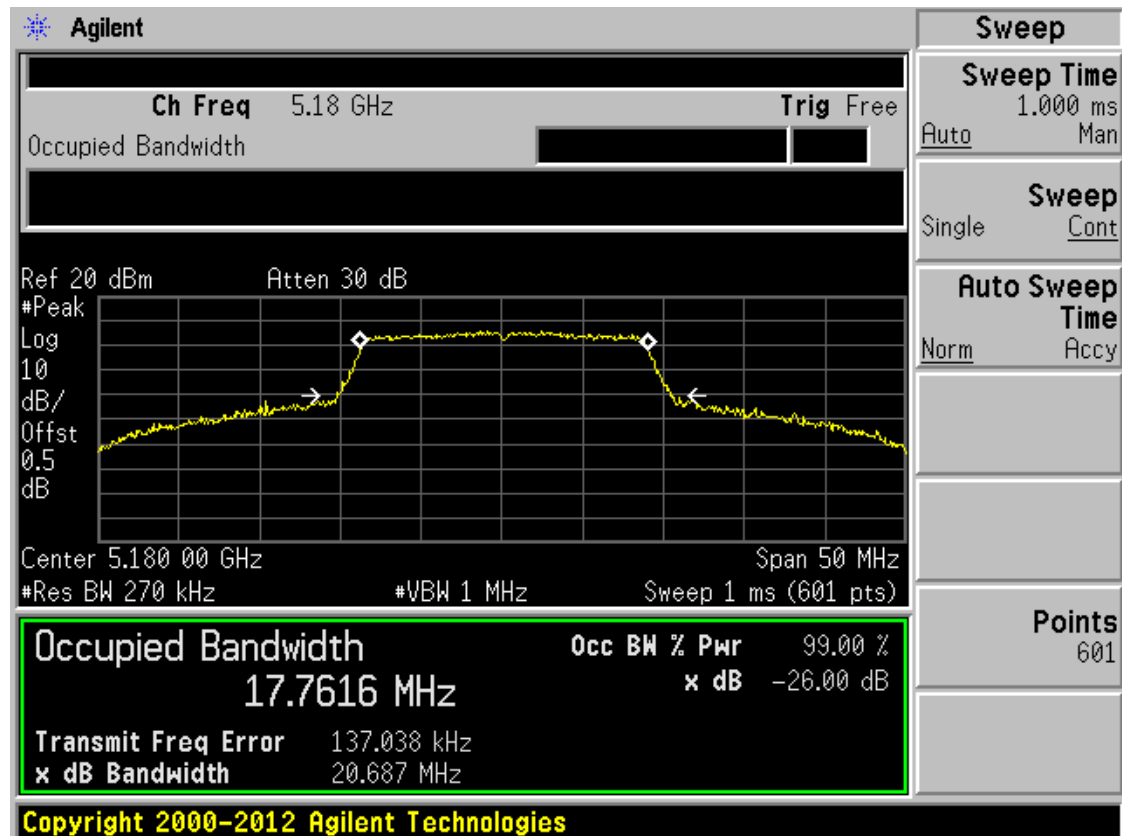 Agilent
Sweep
Ch Freq 5.18 GHz Trig Free
Occupied Bandwidth
Sweep Time
1.000 ms
Auto Man
Sweep
Single Cont
Auto Sweep
Time
Norm Accy
Points
601
Ref 20 dBm Atten 30 dB
#Peak
Log
10
dB/
Offst
0.5
dB
Center 5.180 00 GHz Span 50 MHz
#Res BW 270 kHz #VBW 1 MHz Sweep 1 ms (601 pts)
Occupied Bandwidth Occ BW % Pwr 99.00 %
17.7616 MHz x dB -26.00 dB
Transmit Freq Error 137.038 kHz
x dB Bandwidth 20.687 MHz
Copyright 2000-2012 Agilent Technologies